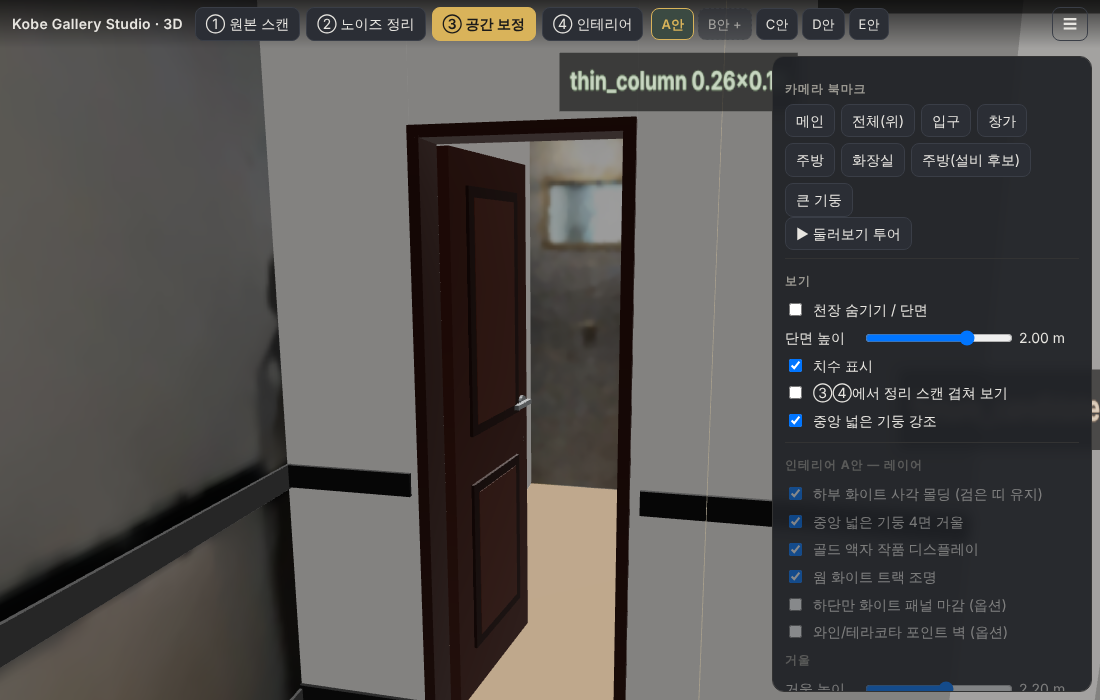 Kobe Gallery Studio · 3D
① 원본 스캔
② 노이즈 정리
③ 공간 보정
④ 인테리어
A안
B안 +
C안
D안
E안
☰
thin_column 0.26×0.1
카메라 북마크
메인
전체(위)
입구
창가
주방
화장실
주방(설비 후보)
큰 기둥
▶ 둘러보기 투어
보기
천장 숨기기 / 단면
단면 높이 2.00 m
치수 표시
③④에서 정리 스캔 겹쳐 보기
중앙 넓은 기둥 강조
인테리어 A안 — 레이어
하부 화이트 사각 몰딩 (검은 띠 유지)
중앙 넓은 기둥 4면 거울
골드 액자 작품 디스플레이
웜 화이트 트랙 조명
하단만 화이트 패널 마감 (옵션)
와인/테라코타 포인트 벽 (옵션)
거울
거울 높이 2.20 m